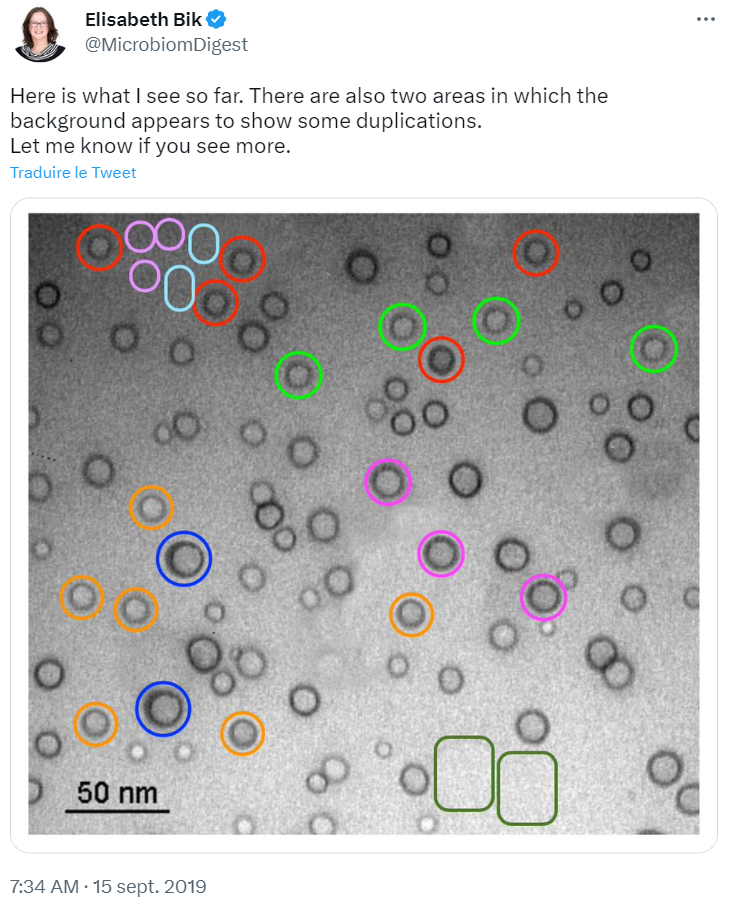 Elisabeth Bik
@MicrobiomDigest
Here is what I see so far. There are also two areas in which the
background appears to show some duplications.
Let me know if you see more.
Traduire le Tweet
50 nm
7:34 AM · 15 sept. 2019